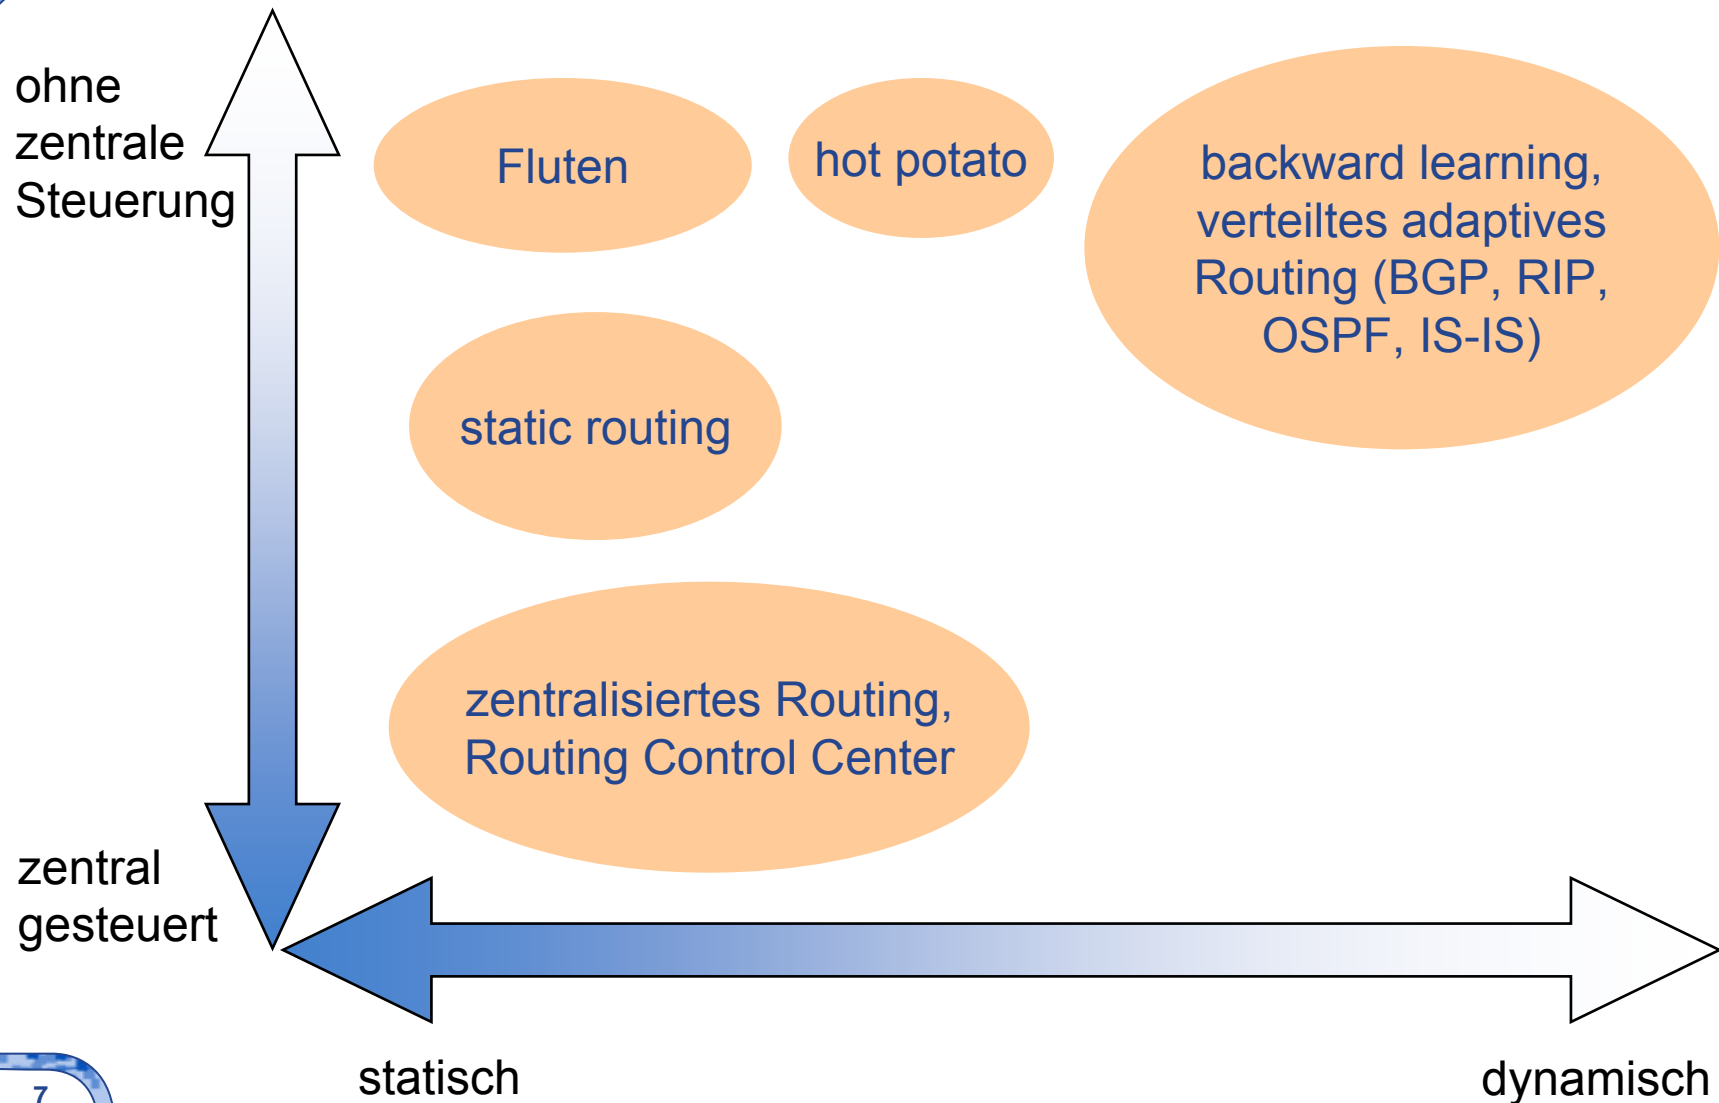 ohne
zentrale
Steuerung
Fluten
hot potato
backward learning,
verteiltes adaptives
Routing (BGP, RIP,
OSPF, IS-IS)
static routing
zentralisiertes Routing,
Routing Control Center
zentral
gesteuert
statisch
dynamisch
7